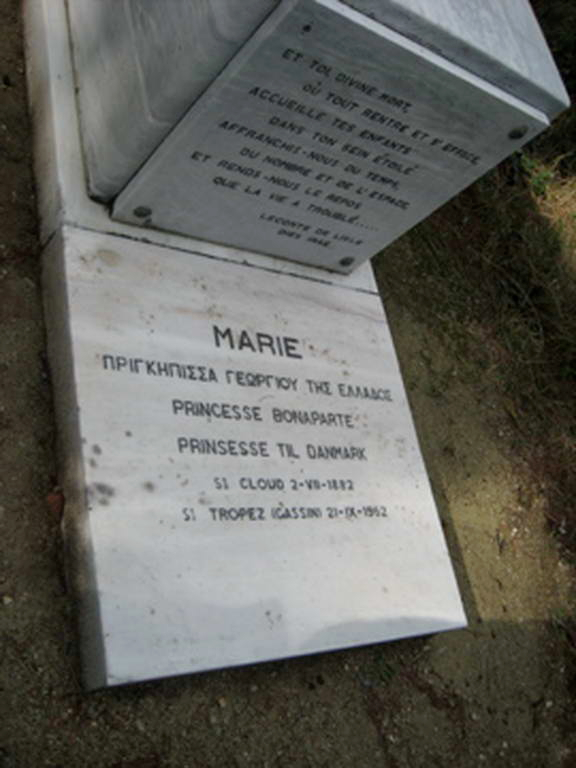 ET TOI, DIVINE MORT,
OÙ TOUT RENTRE ET S'EFFACE,
ACCUEILLE TES ENFANTS
DANS TON SEIN ÉTOILÉ
AFFRANCHIS-NOUS DU TEMPS,
DU NOMBRE ET DE L'ESPACE
ET RENDS-NOUS LE REPOS
QUE LA VIE A TROUBLÉ.....
LECONTE DE LISLE
MARIE
ΠΡΙΓΚΗΠΙΣΣΑ ΓΕΩΡΓΙΟΥ ΤΗΣ ΕΛΛΑΔΟΣ
PRINCESSE BONAPARTE
PRINSESSE TIL DANMARK
ST CLOUD 2-VII-1882
ST TROPEZ (GASSIN) 21-IX-1962